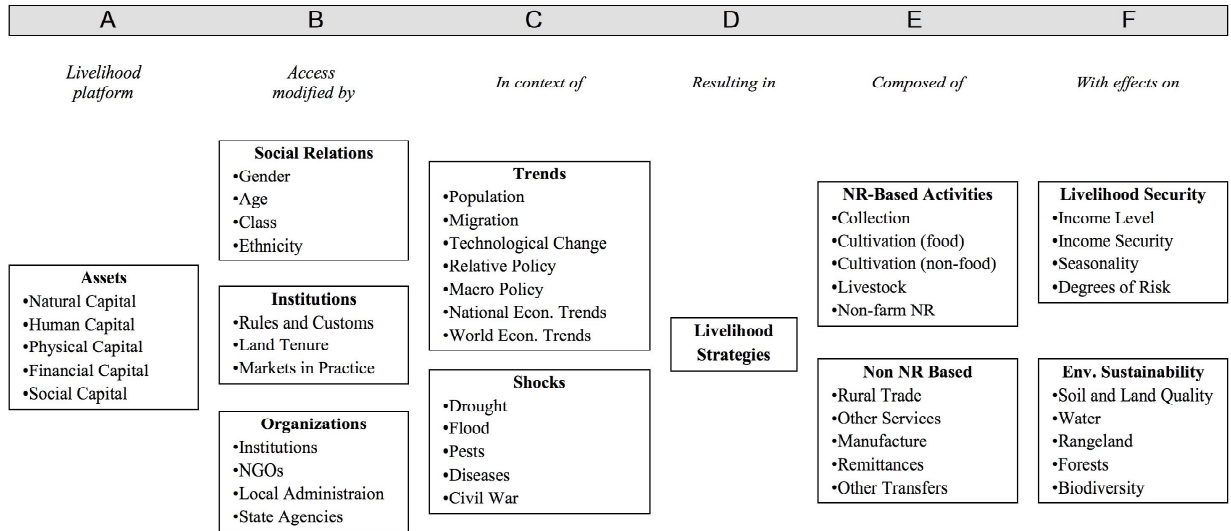 A
B
C
D
E
F
Livelihood
platform
Access
modified by
In context of
Resulting in
Composed of
With effects on
Assets
•Natural Capital
•Human Capital
•Physical Capital
•Financial Capital
•Social Capital
Social Relations
•Gender
•Age
•Class
•Ethnicity
Institutions
•Rules and Customs
•Land Tenure
•Markets in Practice
Organizations
•Institutions
•NGOs
•Local Administraion
•State Agencies
Trends
•Population
•Migration
•Technological Change
•Relative Policy
•Macro Policy
•National Econ. Trends
•World Econ. Trends
Shocks
•Drought
•Flood
•Pests
•Diseases
•Civil War
Livelihood
Strategies
NR-Based Activities
•Collection
•Cultivation (food)
•Cultivation (non-food)
•Livestock
•Non-farm NR
Non NR Based
•Rural Trade
•Other Services
•Manufacture
•Remittances
•Other Transfers
Livelihood Security
•Income Level
•Income Security
•Seasonality
•Degrees of Risk
Env. Sustainability
•Soil and Land Quality
•Water
•Rangeland
•Forests
•Biodiversity